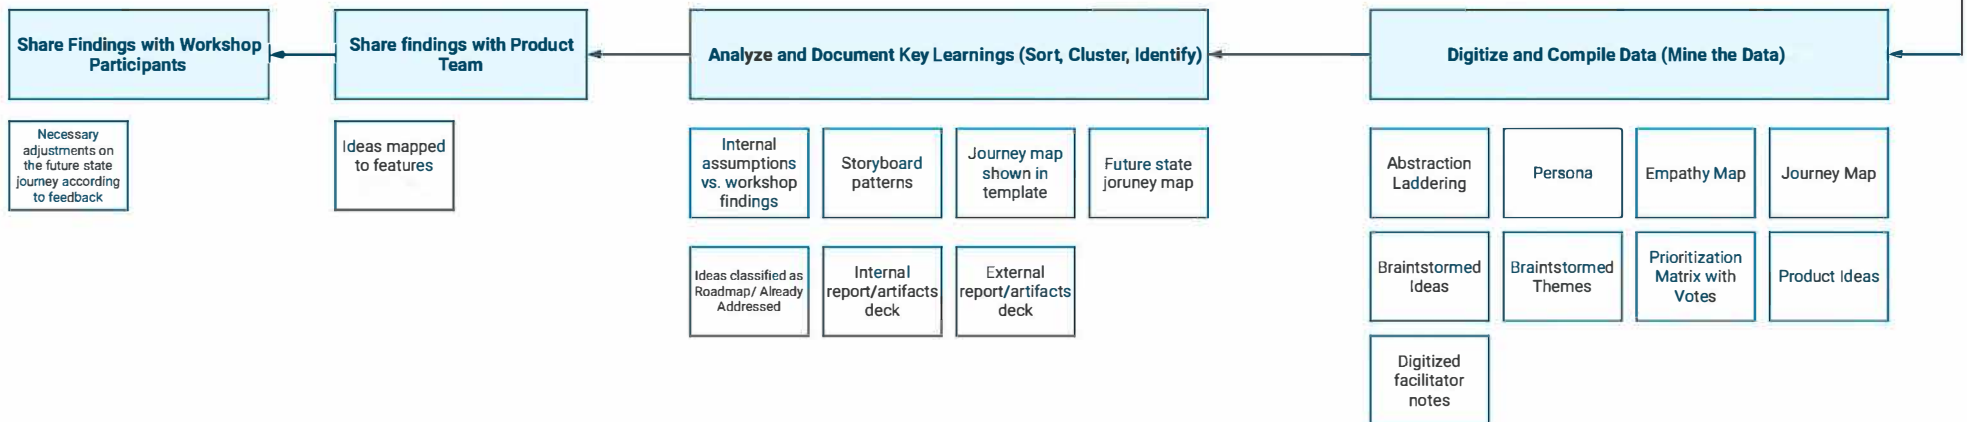 Share Findings with Workshop
Participants
Share findings with Product
Team
Analyze and Document Key Learnings (Sort, Cluster, Identify)
Digitize and Compile Data (Mine the Data)
Necessary
adjustments on
the future state
journey according
to feedback
Ideas mapped
to features
Internal
assumptions
vs. workshop
findings
Storyboard
patterns
Journey map
shown in
template
Future state
joruney map
Abstraction
Laddering
Persona
Empathy Map
Journey Map
Ideas classified as
Roadmap/ Already
Addressed
Internal
report/artifacts
deck
External
report/artifacts
deck
Braintstormed
Ideas
Braintstormed
Themes
Prioritization
Matrix with
Votes
Product Ideas
Digitized
facilitator
notes